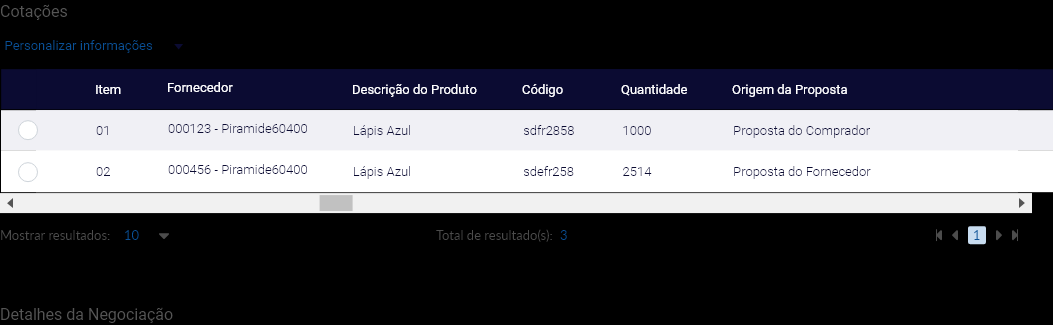 Cotações
Personalizar informações
Item Fornecedor Descrição do Produto Código Quantidade Origem da Proposta
01 000123 - Piramide60400 Lápis Azul sdfr2858 1000 Proposta do Comprador
02 000456 - Piramide60400 Lápis Azul sdefr258 2514 Proposta do Fornecedor
Mostrar resultados: 10 Total de resultado(s): 3 1
Detalhes da Negociação